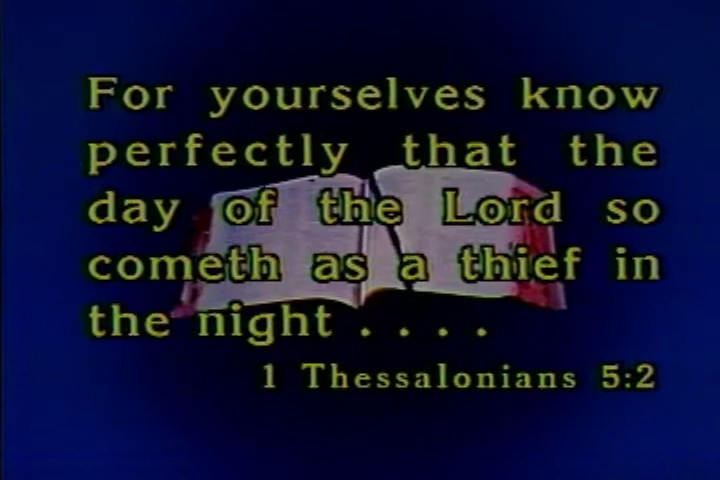 For yourselves know
perfectly that the
day of the Lord so
cometh as a thief in
the night . . . .
1 Thessalonians 5:2